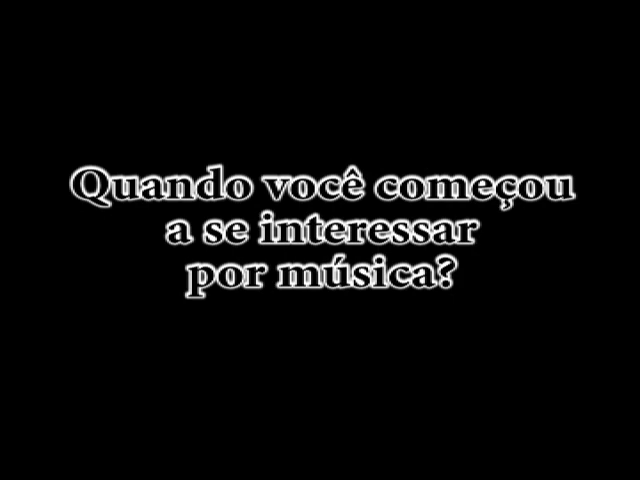 Quando você começou
a se interessar
por música?